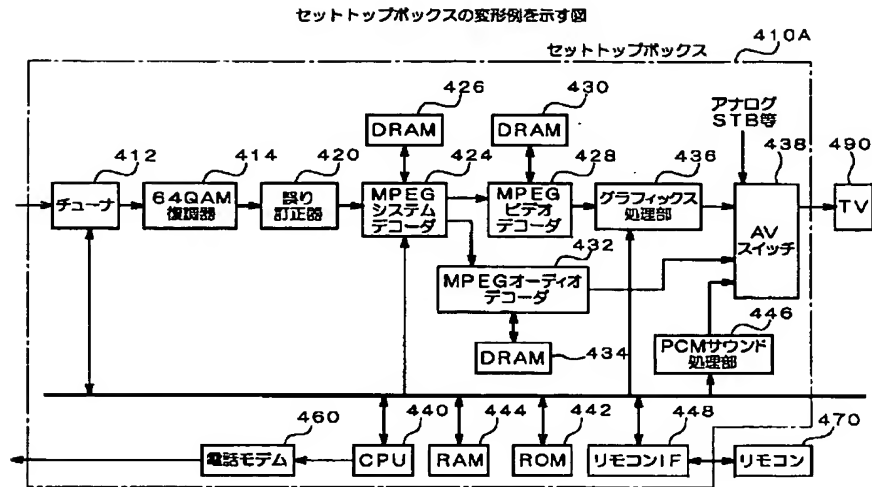 セットトップボックスの変形例を示す図
セットトップボックス
410A
426
DRAM
430
DRAM
アナログ
STB等
412
チューナ
414
64QAM
復調器
420
誤り
訂正器
424
MPEG
システム
デコーダ
428
MPEG
ビデオ
デコーダ
436
グラフィックス
処理部
438
AV
スイッチ
490
TV
432
MPEGオーディオ
デコーダ
DRAM
434
446
PCMサウンド
処理部
460
電話モデム
440
CPU
444
RAM
442
ROM
448
リモコンIF
470
リモコン